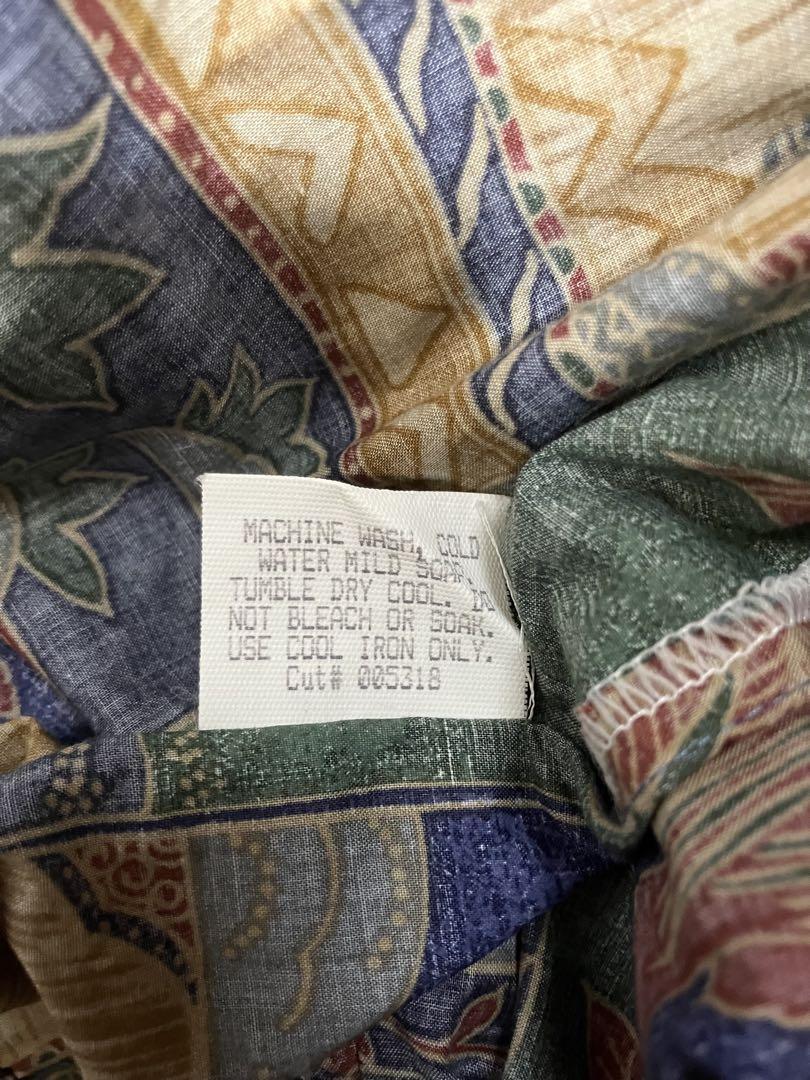 MACHINE WASH, COLD
WATER MILD SOAP.
TUMBLE DRY COOL. DO
NOT BLEACH OR SOAK.
USE COOL IRON ONLY.
Cut# 005318